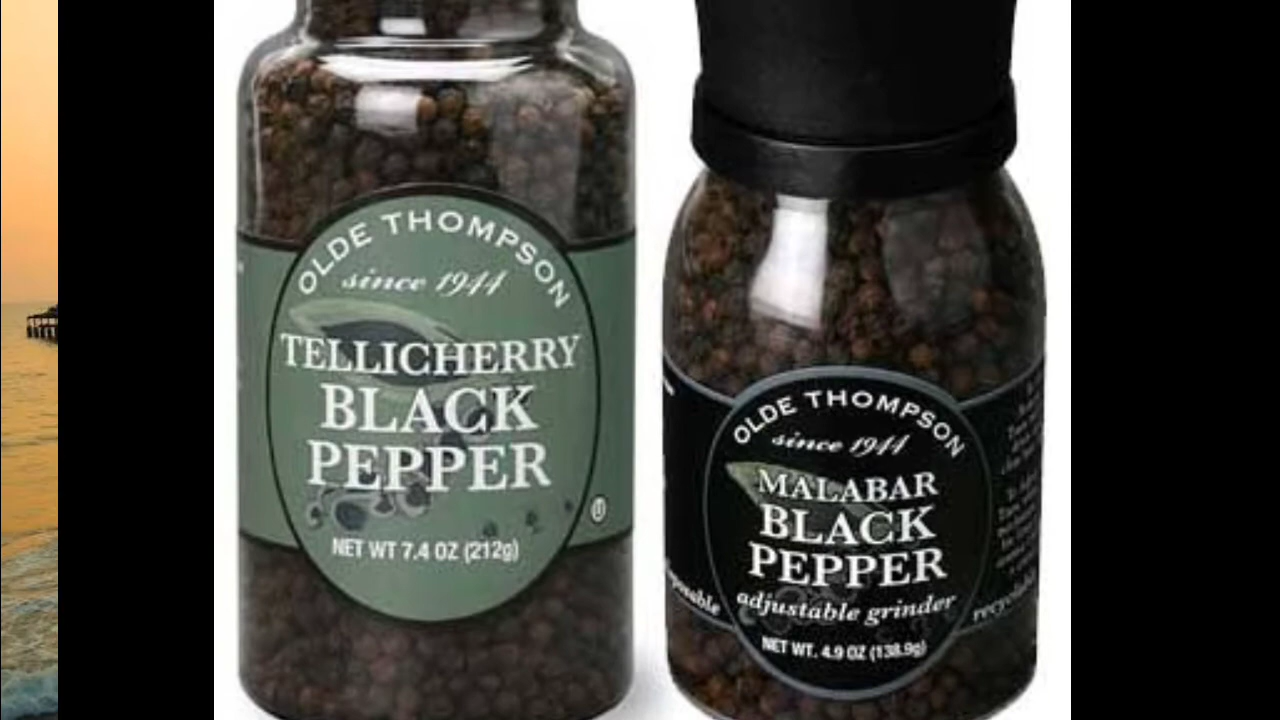 OLDE THOMPSON
since 1944
TELLICHERRY
BLACK
PEPPER
NET WT 7.4 OZ (212g)
OLDE THOMPSON
since 1944
MALABAR
BLACK
PEPPER
adjustable grinder
NET WT. 4.9 OZ (138.9g)